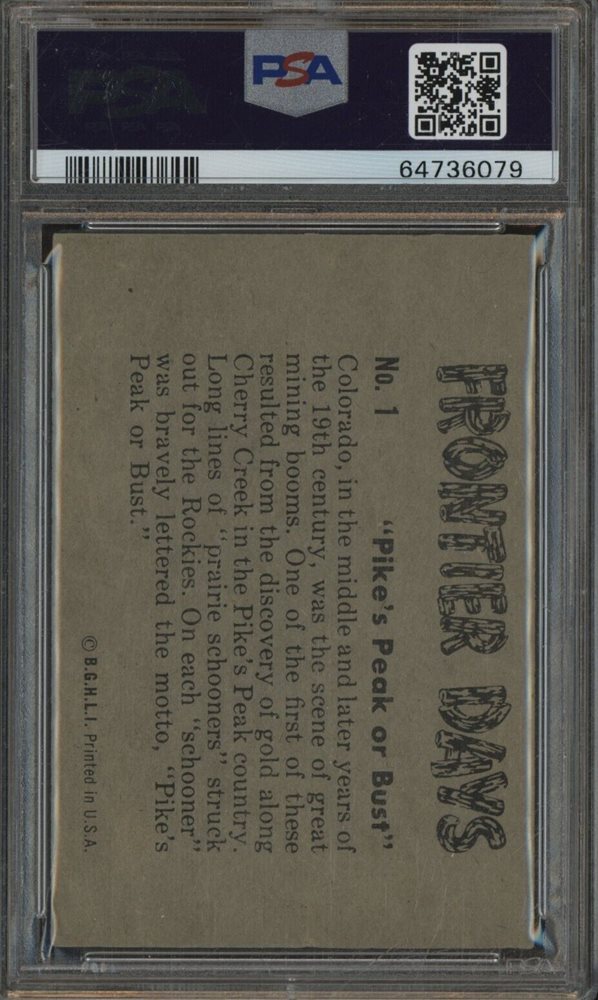 PSA
PSA
64736079
FRONTIER DAYS
No. 1 “Pike's Peak or Bust”
Colorado, in the middle and later years of
the 19th century, was the scene of great
mining booms. One of the first of these
resulted from the discovery of gold along
Cherry Creek in the Pike's Peak country.
Long lines of “prairie schooners” struck
out for the Rockies. On each “schooner”
was bravely lettered the motto, “Pike's
Peak or Bust.”
© B.G.H.L.I. Printed in U.S.A.
PSA